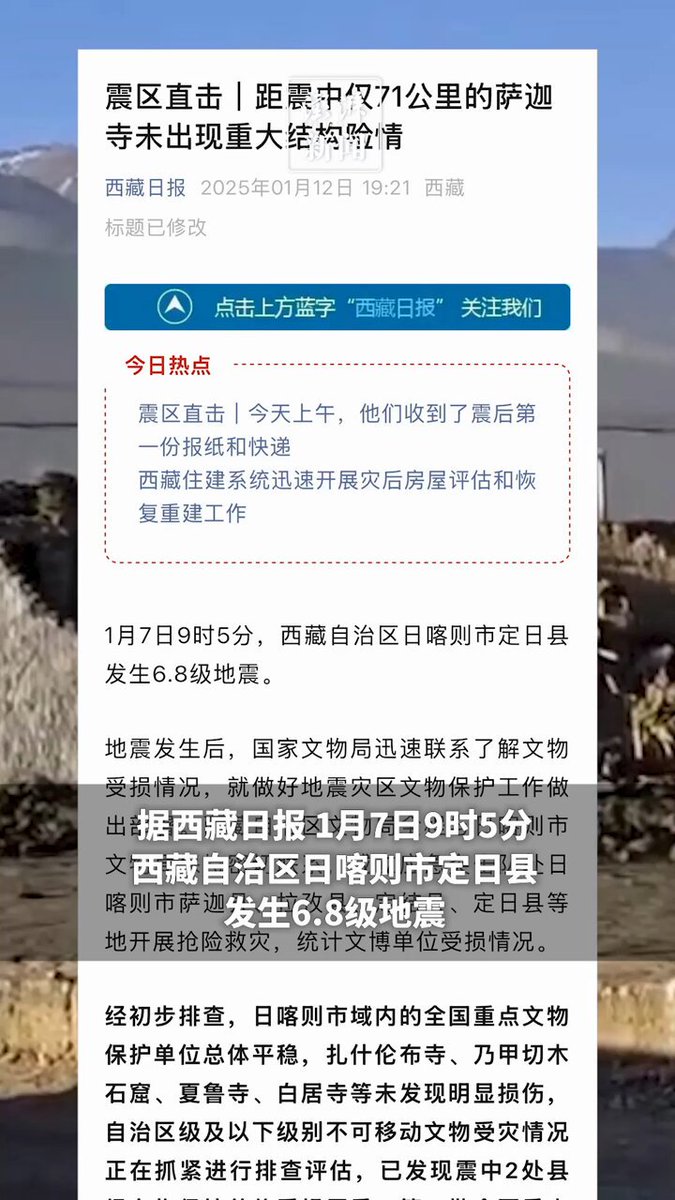 震区直击｜距震中仅71公里的萨迦
寺未出现重大结构险情
新闻
西藏日报 2025年01月12日 19:21 西藏
标题已修改
点击上方蓝字“西藏日报” 关注我们
今日热点
震区直击｜今天上午，他们收到了震后第
一份报纸和快递
西藏住建系统迅速开展灾后房屋评估和恢
复重建工作
1月7日9时5分，西藏自治区日喀则市定日县
发生6.8级地震。
地震发生后，国家文物局迅速联系了解文物
受损情况，就做好地震灾区文物保护工作做
据西藏日报 1月7日9时5分
西藏自治区日喀则市定日县
发生6.8级地震
地开展抢险救灾，统计文博单位受损情况。
经初步排查，日喀则市域内的全国重点文物
保护单位总体平稳，扎什伦布寺、乃甲切木
石窟、夏鲁寺、白居寺等未发现明显损伤，
自治区级及以下级别不可移动文物受灾情况
正在抓紧进行排查评估，已发现震中2处县